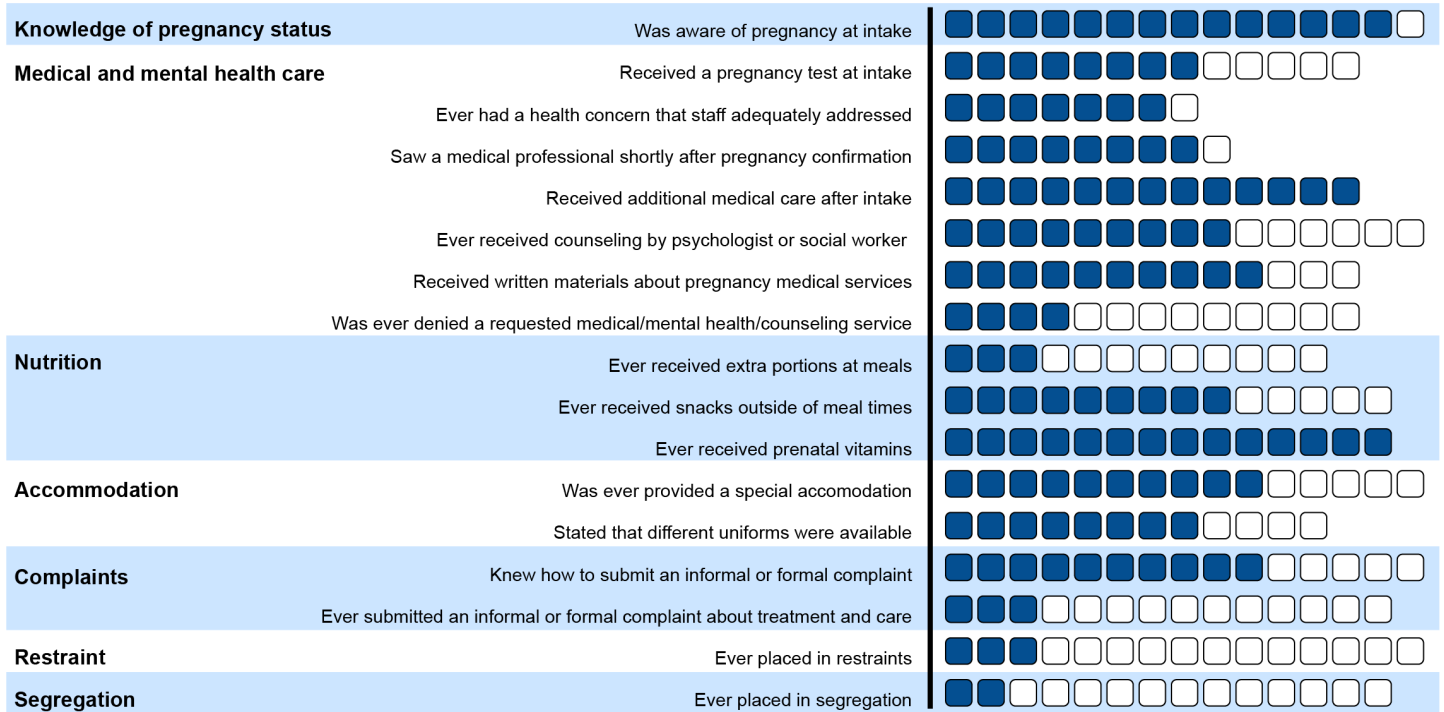 Knowledge of pregnancy status Was aware of pregnancy at intake
Medical and mental health care Received a pregnancy test at intake
Ever had a health concern that staff adequately addressed
Saw a medical professional shortly after pregnancy confirmation
Received additional medical care after intake
Ever received counseling by psychologist or social worker
Received written materials about pregnancy medical services
Was ever denied a requested medical/mental health/counseling service
Nutrition Ever received extra portions at meals
Ever received snacks outside of meal times
Ever received prenatal vitamins
Accommodation Was ever provided a special accomodation
Stated that different uniforms were available
Complaints Knew how to submit an informal or formal complaint
Ever submitted an informal or formal complaint about treatment and care
Restraint Ever placed in restraints
Segregation Ever placed in segregation